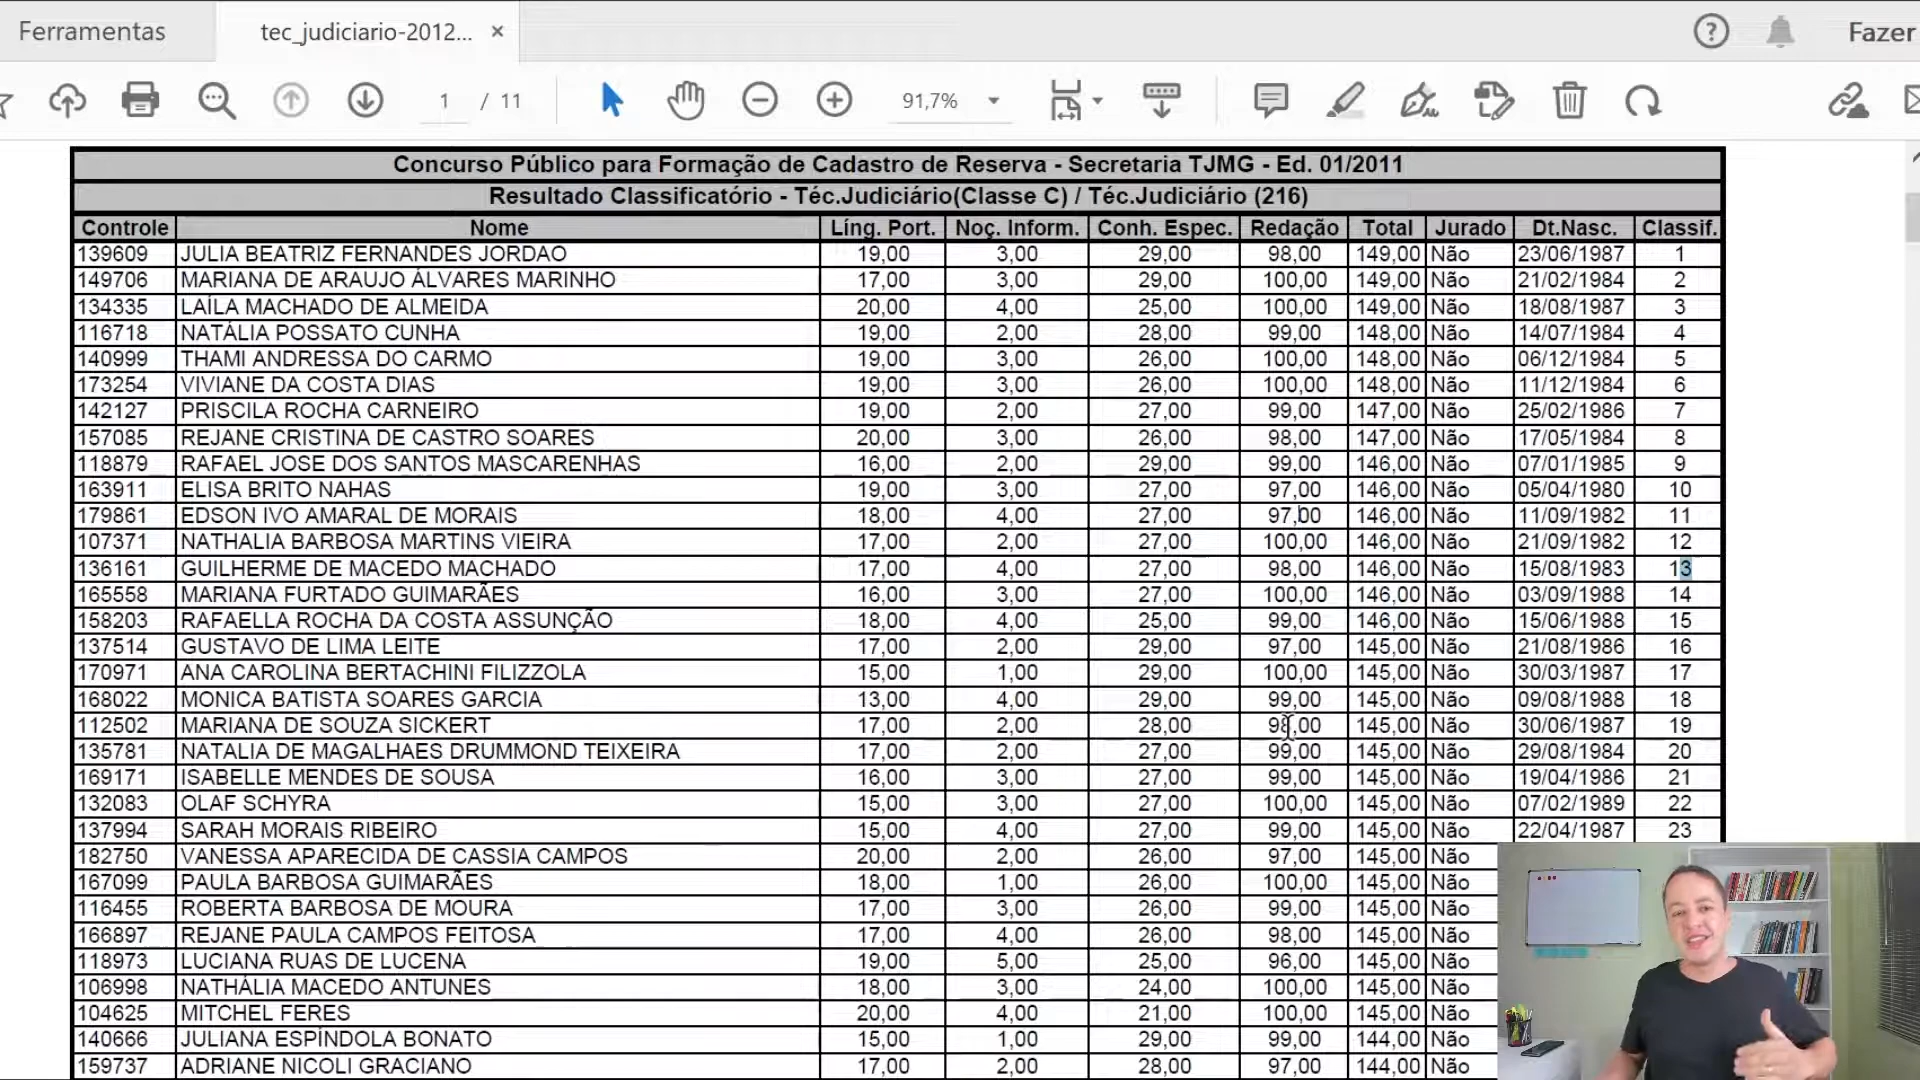 Ferramentas
tec_judiciario-2012... ×
?
Fazer
1 / 11
91,7%
Concurso Público para Formação de Cadastro de Reserva - Secretaria TJMG - Ed. 01/2011
Resultado Classificatório - Téc.Judiciário(Classe C) / Téc.Judiciário (216)
Controle Nome Líng. Port. Noç. Inform. Conh. Espec. Redação Total Jurado Dt.Nasc. Classif.
139609 JULIA BEATRIZ FERNANDES JORDAO 19,00 3,00 29,00 98,00 149,00 Não 23/06/1987 1
149706 MARIANA DE ARAUJO ÁLVARES MARINHO 17,00 3,00 29,00 100,00 149,00 Não 21/02/1984 2
134335 LAÍLA MACHADO DE ALMEIDA 20,00 4,00 25,00 100,00 149,00 Não 18/08/1987 3
116718 NATÁLIA POSSATO CUNHA 19,00 2,00 28,00 99,00 148,00 Não 14/07/1984 4
140999 THAMI ANDRESSA DO CARMO 19,00 3,00 26,00 100,00 148,00 Não 06/12/1984 5
173254 VIVIANE DA COSTA DIAS 19,00 3,00 26,00 100,00 148,00 Não 11/12/1984 6
142127 PRISCILA ROCHA CARNEIRO 19,00 2,00 27,00 99,00 147,00 Não 25/02/1986 7
157085 REJANE CRISTINA DE CASTRO SOARES 20,00 3,00 26,00 98,00 147,00 Não 17/05/1984 8
118879 RAFAEL JOSE DOS SANTOS MASCARENHAS 16,00 2,00 29,00 99,00 146,00 Não 07/01/1985 9
163911 ELISA BRITO NAHAS 19,00 3,00 27,00 97,00 146,00 Não 05/04/1980 10
179861 EDSON IVO AMARAL DE MORAIS 18,00 4,00 27,00 97,00 146,00 Não 11/09/1982 11
107371 NATHALIA BARBOSA MARTINS VIEIRA 17,00 2,00 27,00 100,00 146,00 Não 21/09/1982 12
136161 GUILHERME DE MACEDO MACHADO 17,00 4,00 27,00 98,00 146,00 Não 15/08/1983 13
165558 MARIANA FURTADO GUIMARÃES 16,00 3,00 27,00 100,00 146,00 Não 03/09/1988 14
158203 RAFAELLA ROCHA DA COSTA ASSUNÇÃO 18,00 4,00 25,00 99,00 146,00 Não 15/06/1988 15
137514 GUSTAVO DE LIMA LEITE 17,00 2,00 29,00 97,00 145,00 Não 21/08/1986 16
170971 ANA CAROLINA BERTACHINI FILIZZOLA 15,00 1,00 29,00 100,00 145,00 Não 30/03/1987 17
168022 MONICA BATISTA SOARES GARCIA 13,00 4,00 29,00 99,00 145,00 Não 09/08/1988 18
112502 MARIANA DE SOUZA SICKERT 17,00 2,00 28,00 145,00 Não 30/06/1987 19
135781 NATALIA DE MAGALHAES DRUMMOND TEIXEIRA 17,00 2,00 27,00 99,00 145,00 Não 29/08/1984 20
169171 ISABELLE MENDES DE SOUSA 16,00 3,00 27,00 99,00 145,00 Não 19/04/1986 21
132083 OLAF SCHYRA 15,00 3,00 27,00 100,00 145,00 Não 07/02/1989 22
137994 SARAH MORAIS RIBEIRO 15,00 4,00 27,00 99,00 145,00 Não 22/04/1987 23
182750 VANESSA APARECIDA DE CASSIA CAMPOS 20,00 2,00 26,00 97,00 145,00 Não
167099 PAULA BARBOSA GUIMARÃES 18,00 1,00 26,00 100,00 145,00 Não
116455 ROBERTA BARBOSA DE MOURA 17,00 3,00 26,00 99,00 145,00 Não
166897 REJANE PAULA CAMPOS FEITOSA 17,00 4,00 26,00 98,00 145,00 Não
118973 LUCIANA RUAS DE LUCENA 19,00 5,00 25,00 96,00 145,00 Não
106998 NATHÁLIA MACEDO ANTUNES 18,00 3,00 24,00 100,00 145,00 Não
104625 MITCHEL FERES 20,00 4,00 21,00 100,00 145,00 Não
140666 JULIANA ESPÍNDOLA BONATO 15,00 1,00 29,00 99,00 144,00 Não
159737 ADRIANE NICOLI GRACIANO 17,00 2,00 28,00 97,00 144,00 Não